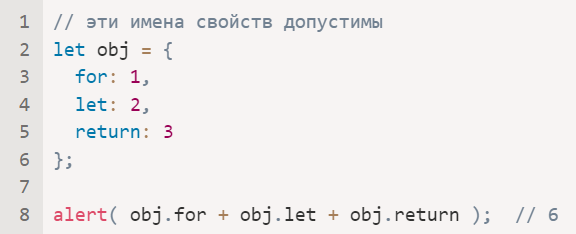 1 // эти имена свойств допустимы
2 let obj = {
3   for: 1,
4   let: 2,
5   return: 3
6 };
7
8 alert( obj.for + obj.let + obj.return );  // 6